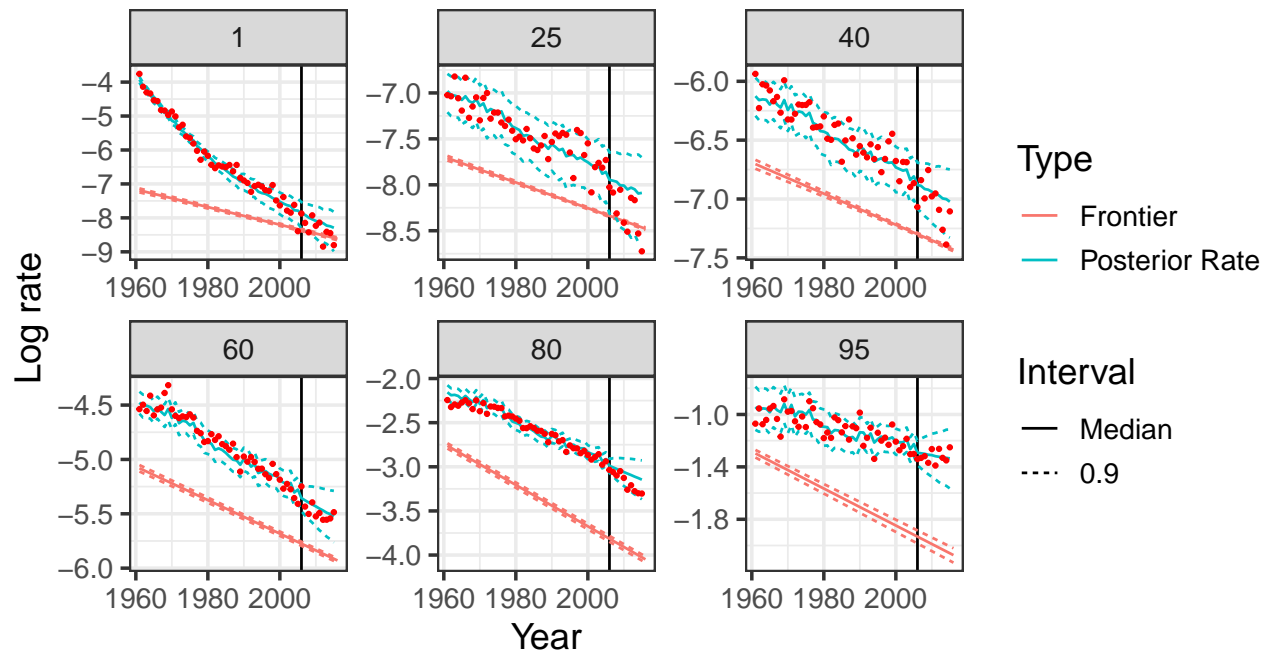 1
25
40
−4
−5
−6
−7
−8
−9
−7.0
−7.5
−8.0
−8.5
−6.0
−6.5
−7.0
−7.5
1960 1980 2000
1960 1980 2000
1960 1980 2000
60
80
95
−4.5
−5.0
−5.5
−6.0
−2.0
−2.5
−3.0
−3.5
−4.0
−1.0
−1.4
−1.8
1960 1980 2000
1960 1980 2000
1960 1980 2000
Log rate
Year
Type
Frontier
Posterior Rate
Interval
Median
0.9